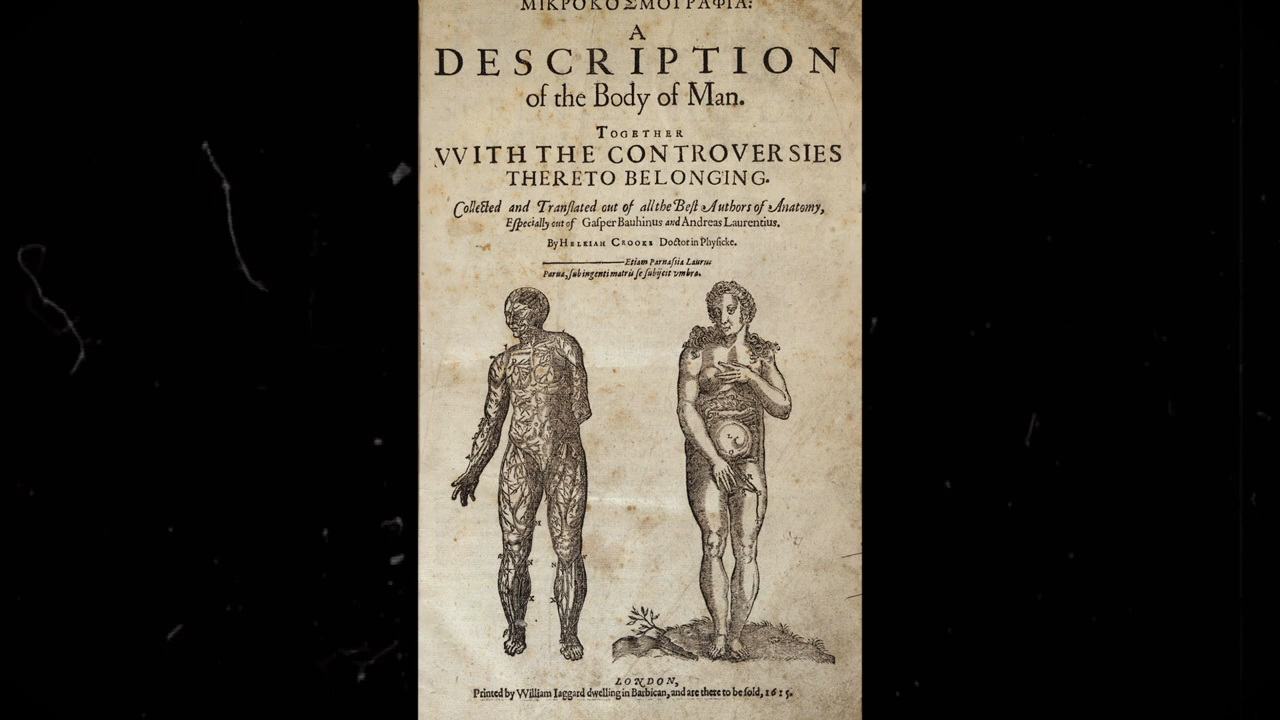 ΜΙΚΡΟΚΟΣΜΟΓΡΑΦΙΑ:
A
DESCRIPTION
of the Body of Man.
TOGETHER
VVITH THE CONTROVERSIES
THERETO BELONGING.
Collected and Tranſlated out of all the Beſt Authors of Anatomy,
Eſpecially out of Gaſper Bauhinus and Andreas Laurentius.
By HELKIAH CROOKE Doctor in Phyſicke.
Etiam Parnaſsia Laurus
Parua, ſub ingenti matris ſe ſubijcit vmbra.
LONDON,
Printed by William Iaggard dwelling in Barbican, and are there to be ſold, 1615.